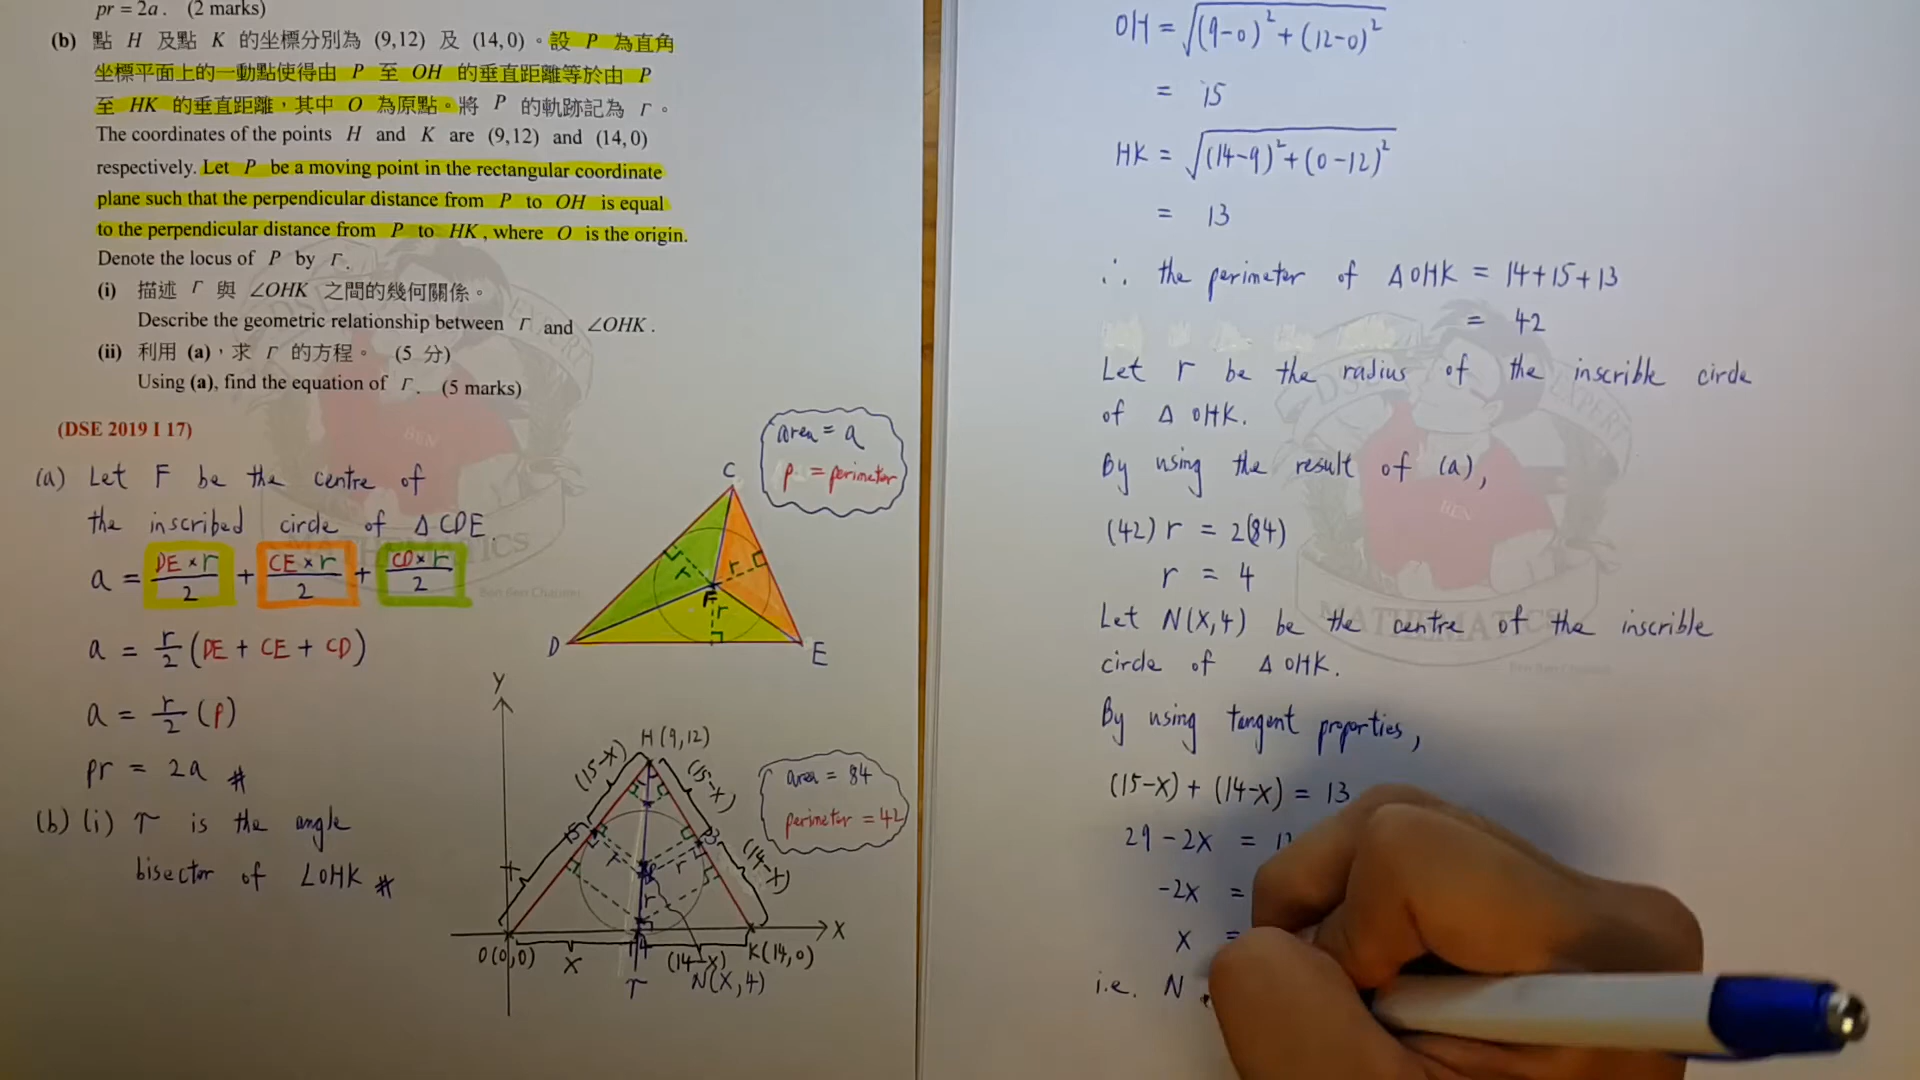 pr = 2a. (2 marks)
(b) 點 H 及點 K 的坐標分別為 (9,12) 及 (14,0)。設 P 為直角
坐標平面上的一動點使得由 P 至 OH 的垂直距離等於由 P
至 HK 的垂直距離，其中 O 為原點。將 P 的軌跡記為 Γ。
The coordinates of the points H and K are (9,12) and (14,0)
respectively. Let P be a moving point in the rectangular coordinate
plane such that the perpendicular distance from P to OH is equal
to the perpendicular distance from P to HK, where O is the origin.
Denote the locus of P by Γ.
(i) 描述 Γ 與 ∠OHK 之間的幾何關係。
Describe the geometric relationship between Γ and ∠OHK.
(ii) 利用 (a)，求 Γ 的方程。 (5 分)
Using (a), find the equation of Γ. (5 marks)
(DSE 2019 I 17)
(a) Let F be the centre of
the inscribed circle of ΔCDE.
a = DE×r/2 + CE×r/2 + CD×r/2
a = r/2 (DE + CE + CD)
a = r/2 (p)
pr = 2a #
(b)(i) Γ is the angle
bisector of ∠OHK #
area = a
p = perimeter
C
r r
F
r
D E
y
H(9,12)
(15-x) (15-x)
area = 84
perimeter = 42
15 13
r r
(14-x)
r
x
O(0,0) x 14 (14-x) K(14,0)
Γ N(x,4)
OH = √((9-0)²+(12-0)²)
= 15
HK = √((14-9)²+(0-12)²)
= 13
∴ the perimeter of ΔOHK = 14+15+13
= 42
Let r be the radius of the inscrible circle
of ΔOHK.
By using the result of (a),
(42) r = 2(84)
r = 4
Let N(x,4) be the centre of the inscrible
circle of ΔOHK.
By using tangent properties,
(15-x) + (14-x) = 13
29 - 2x =
-2x =
x =
i.e. N